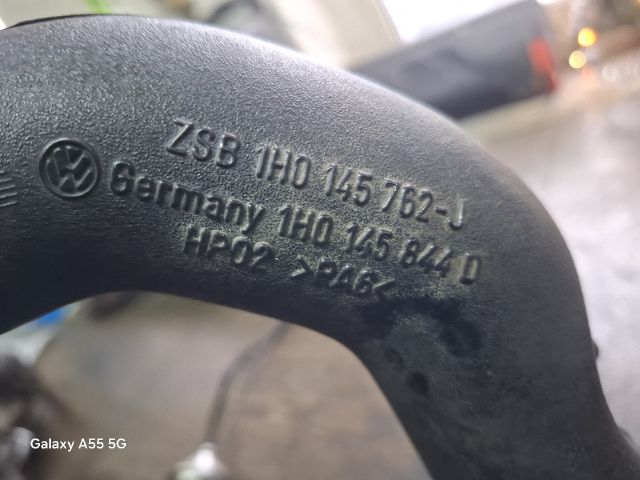 ZSB 1H0 145 762-J
Germany 1H0 145 844 D
HP02 >PA6<
Galaxy A55 5G